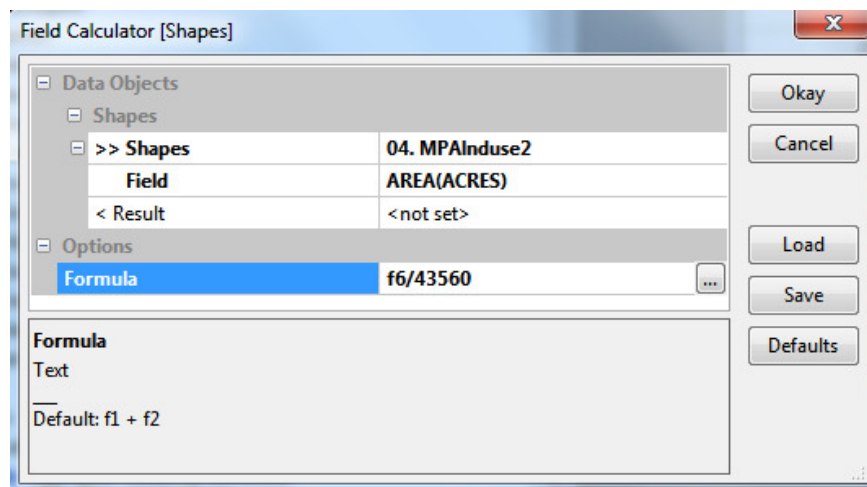 Field Calculator [Shapes]
Data Objects
Shapes
>> Shapes 04. MPAlnduse2
Field AREA(ACRES)
< Result <not set>
Options
Formula f6/43560 ...
Formula
Text
__
Default: f1 + f2
Okay
Cancel
Load
Save
Defaults